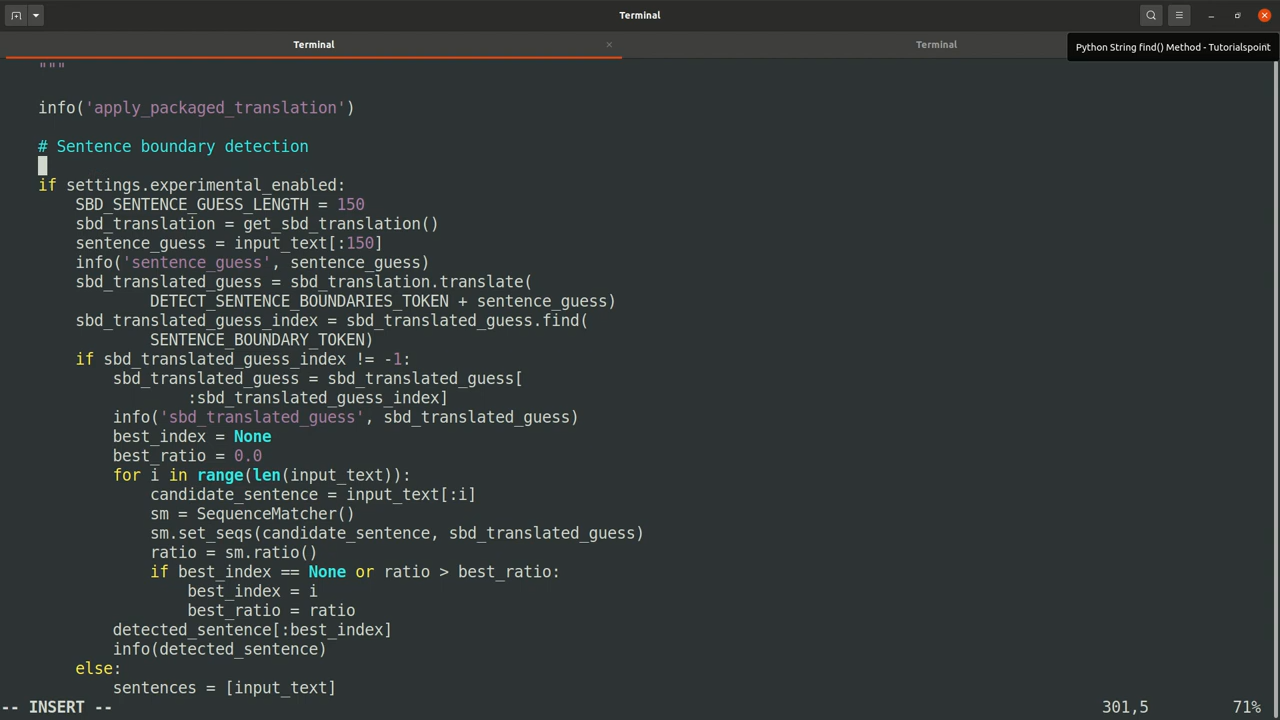 Terminal
Terminal
Terminal
Python String find() Method - Tutorialspoint
"""
info('apply_packaged_translation')
# Sentence boundary detection
if settings.experimental_enabled:
SBD_SENTENCE_GUESS_LENGTH = 150
sbd_translation = get_sbd_translation()
sentence_guess = input_text[:150]
info('sentence_guess', sentence_guess)
sbd_translated_guess = sbd_translation.translate(
DETECT_SENTENCE_BOUNDARIES_TOKEN + sentence_guess)
sbd_translated_guess_index = sbd_translated_guess.find(
SENTENCE_BOUNDARY_TOKEN)
if sbd_translated_guess_index != -1:
sbd_translated_guess = sbd_translated_guess[
:sbd_translated_guess_index]
info('sbd_translated_guess', sbd_translated_guess)
best_index = None
best_ratio = 0.0
for i in range(len(input_text)):
candidate_sentence = input_text[:i]
sm = SequenceMatcher()
sm.set_seqs(candidate_sentence, sbd_translated_guess)
ratio = sm.ratio()
if best_index == None or ratio > best_ratio:
best_index = i
best_ratio = ratio
detected_sentence[:best_index]
info(detected_sentence)
else:
sentences = [input_text]
-- INSERT -- 301,5 71%